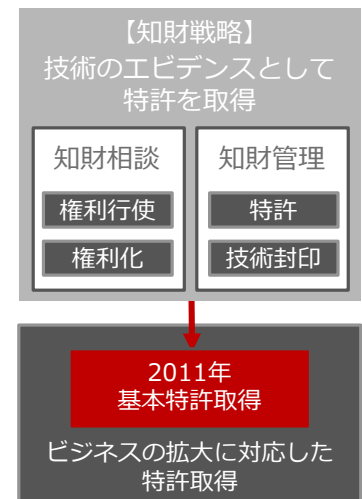 【知財戦略】
技術のエビデンスとして
特許を取得
知財相談
権利行使
権利化
知財管理
特許
技術封印
2011年
基本特許取得
ビジネスの拡大に対応した
特許取得